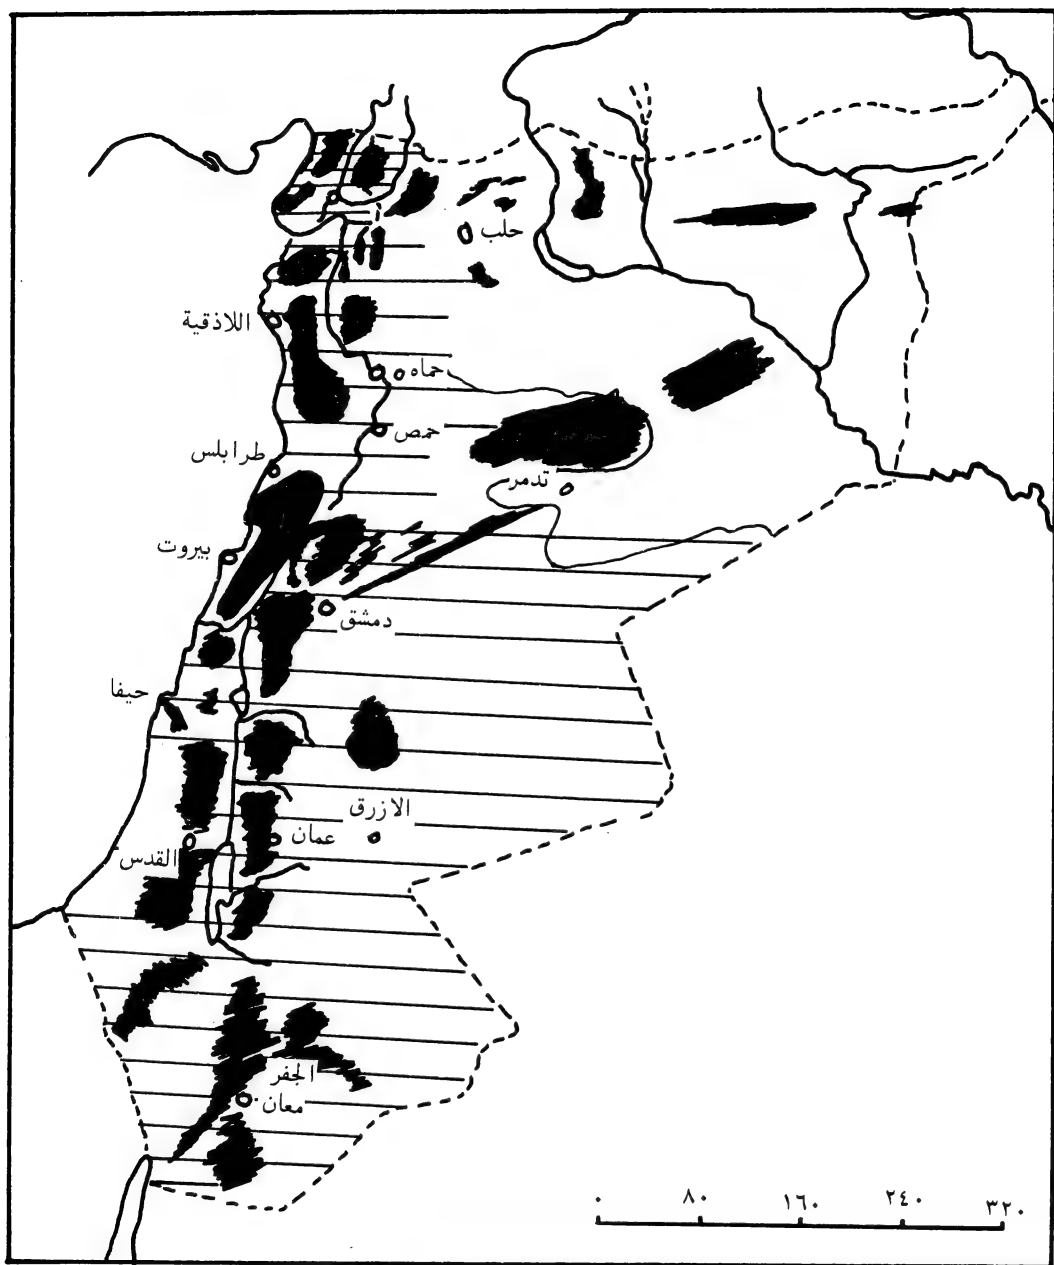 حلب
اللاذقية
حماه
حمص
طرابلس
تدمر
بيروت
دمشق
حيفا
الازرق
عمان
القدس
الجفر
معان
٠ ٨٠ ١٦٠ ٢٤٠ ٣٢٠